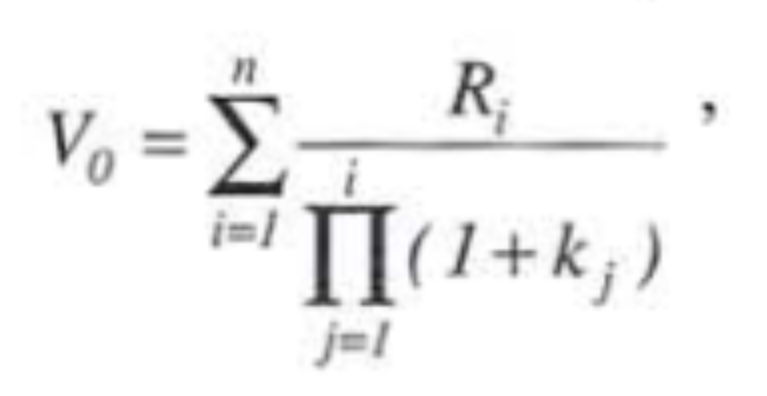 V_0 = \sum_{i=1}^{n} \frac{R_i}{\prod_{j=1}^{i} (1+k_j)} ,